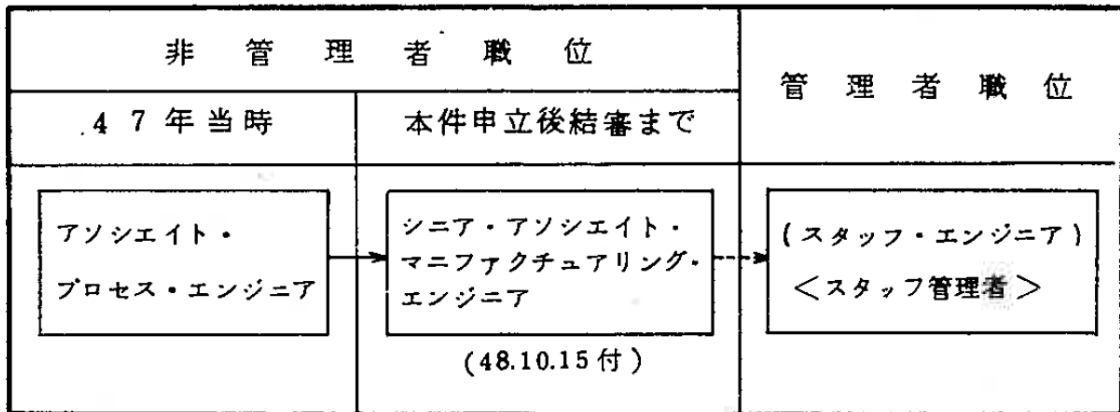 非管理者職位
管理者職位
47年当時
本件申立後結審まで
アソシエイト・
プロセス・エンジニア
シニア・アソシエイト・
マニファクチュアリング・
エンジニア
(48.10.15付)
(スタッフ・エンジニア)
<スタッフ管理者>